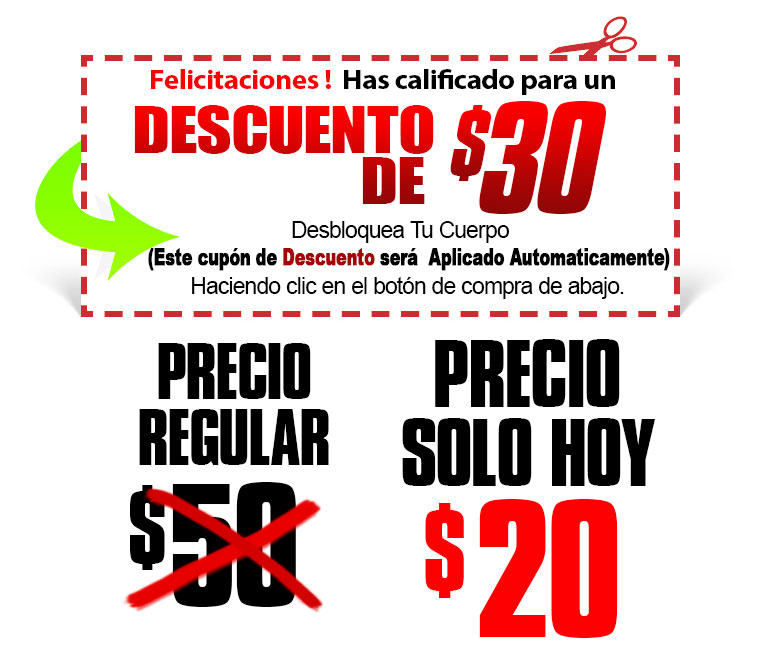 Felicitaciones ! Has calificado para un
DESCUENTO
DE $30
Desbloquea Tu Cuerpo
(Este cupón de Descuento será Aplicado Automaticamente)
Haciendo clic en el botón de compra de abajo.
PRECIO
REGULAR
$50
PRECIO
SOLO HOY
$20